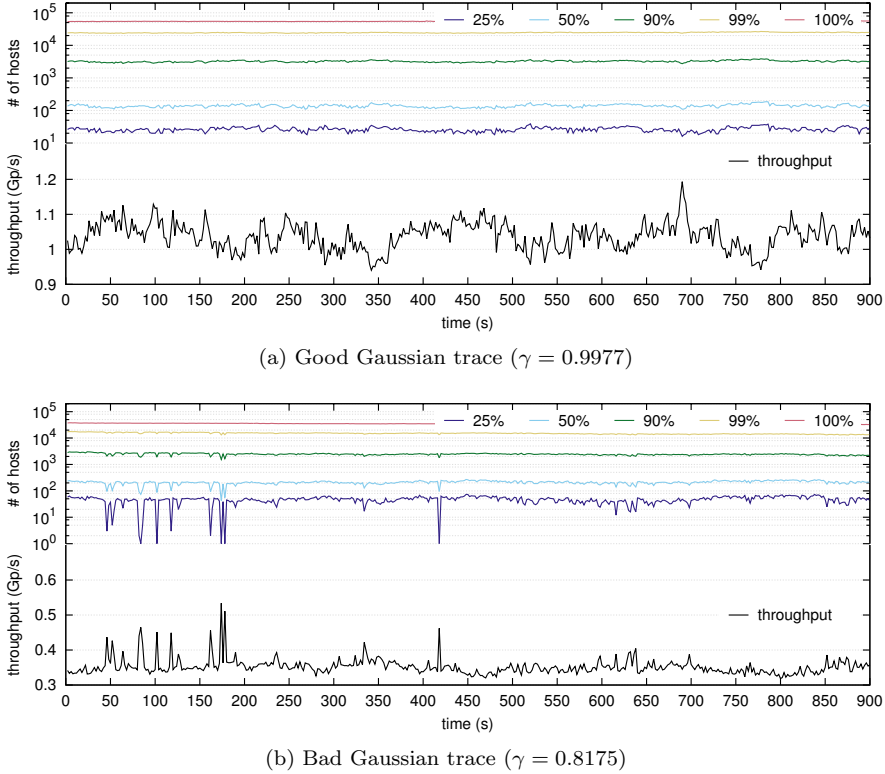 # of hosts
10^5
10^4
10^3
10^2
10^1
25% 50% 90% 99% 100%
throughput (Gp/s)
1.2
1.1
1
0.9
throughput
0 50 100 150 200 250 300 350 400 450 500 550 600 650 700 750 800 850 900
time (s)
(a) Good Gaussian trace (γ = 0.9977)
# of hosts
10^5
10^4
10^3
10^2
10^1
10^0
25% 50% 90% 99% 100%
throughput (Gp/s)
0.6
0.5
0.4
0.3
throughput
0 50 100 150 200 250 300 350 400 450 500 550 600 650 700 750 800 850 900
time (s)
(b) Bad Gaussian trace (γ = 0.8175)